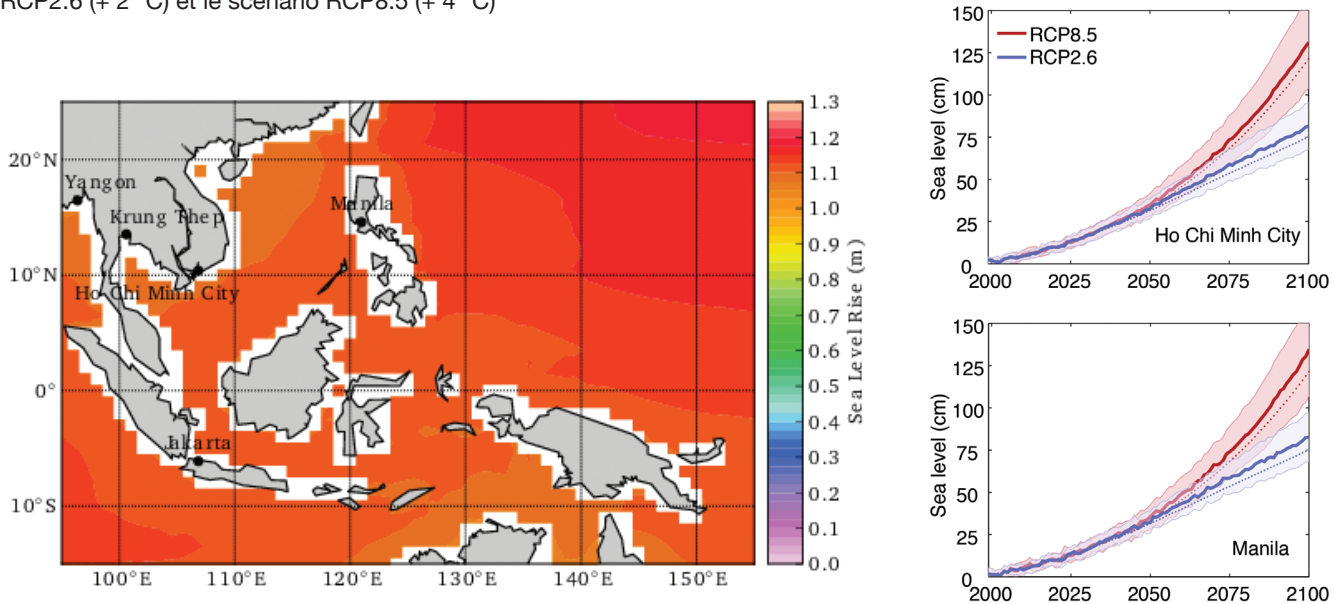 RCP2.6 (+ 2 °C) et le scénario RCP8.5 (+ 4 °C)
20°N
10°N
0°
10°S
100°E
110°E
120°E
130°E
140°E
150°E
Yangon
Krung Thep
Manila
Ho Chi Minh City
Jakarta
1.3
1.2
1.1
1.0
0.9
0.8
0.7
0.6
0.5
0.4
0.3
0.2
0.1
0.0
Sea Level Rise (m)
150
125
100
75
50
25
0
Sea level (cm)
RCP8.5
RCP2.6
Ho Chi Minh City
2000
2025
2050
2075
2100
150
125
100
75
50
25
0
Sea level (cm)
Manila
2000
2025
2050
2075
2100